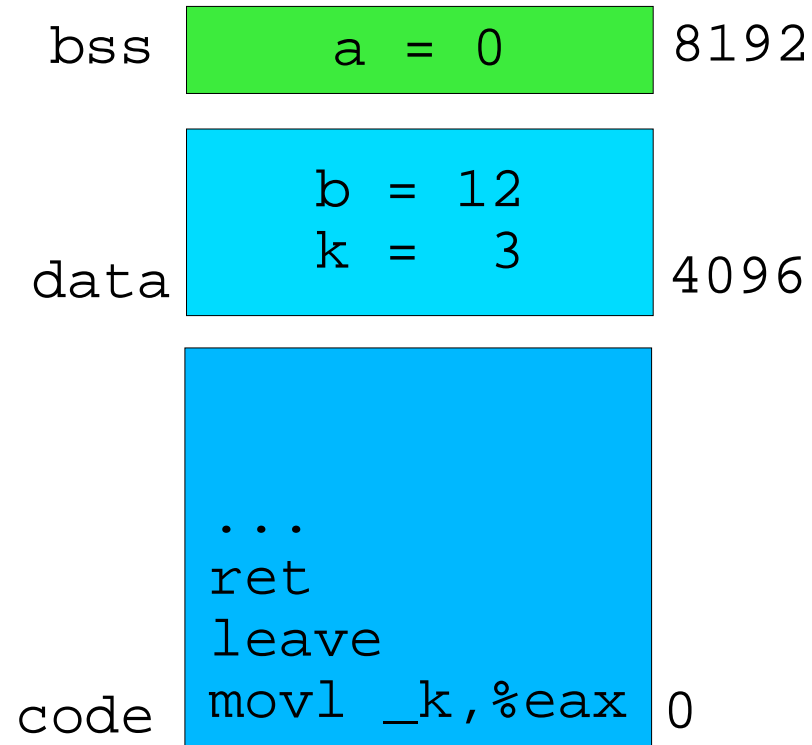 bss a = 0 8192
b = 12
k = 3
data 4096
...
ret
leave
code movl _k,%eax 0